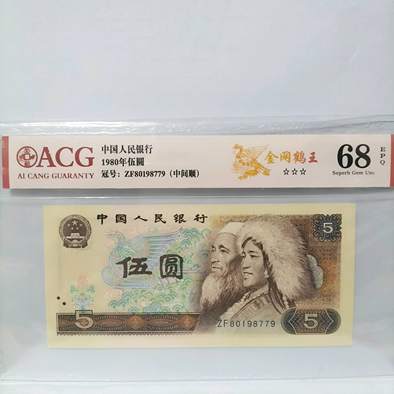 ACG
AI CANG GUARANTY
中国人民银行
1980年伍圆
冠号：ZF80198779（中间顺）
金阁鹤王
☆☆☆
68
EPQ
Superb Gem Unc
中国人民银行
5
伍圆
5
ZF80198779
5